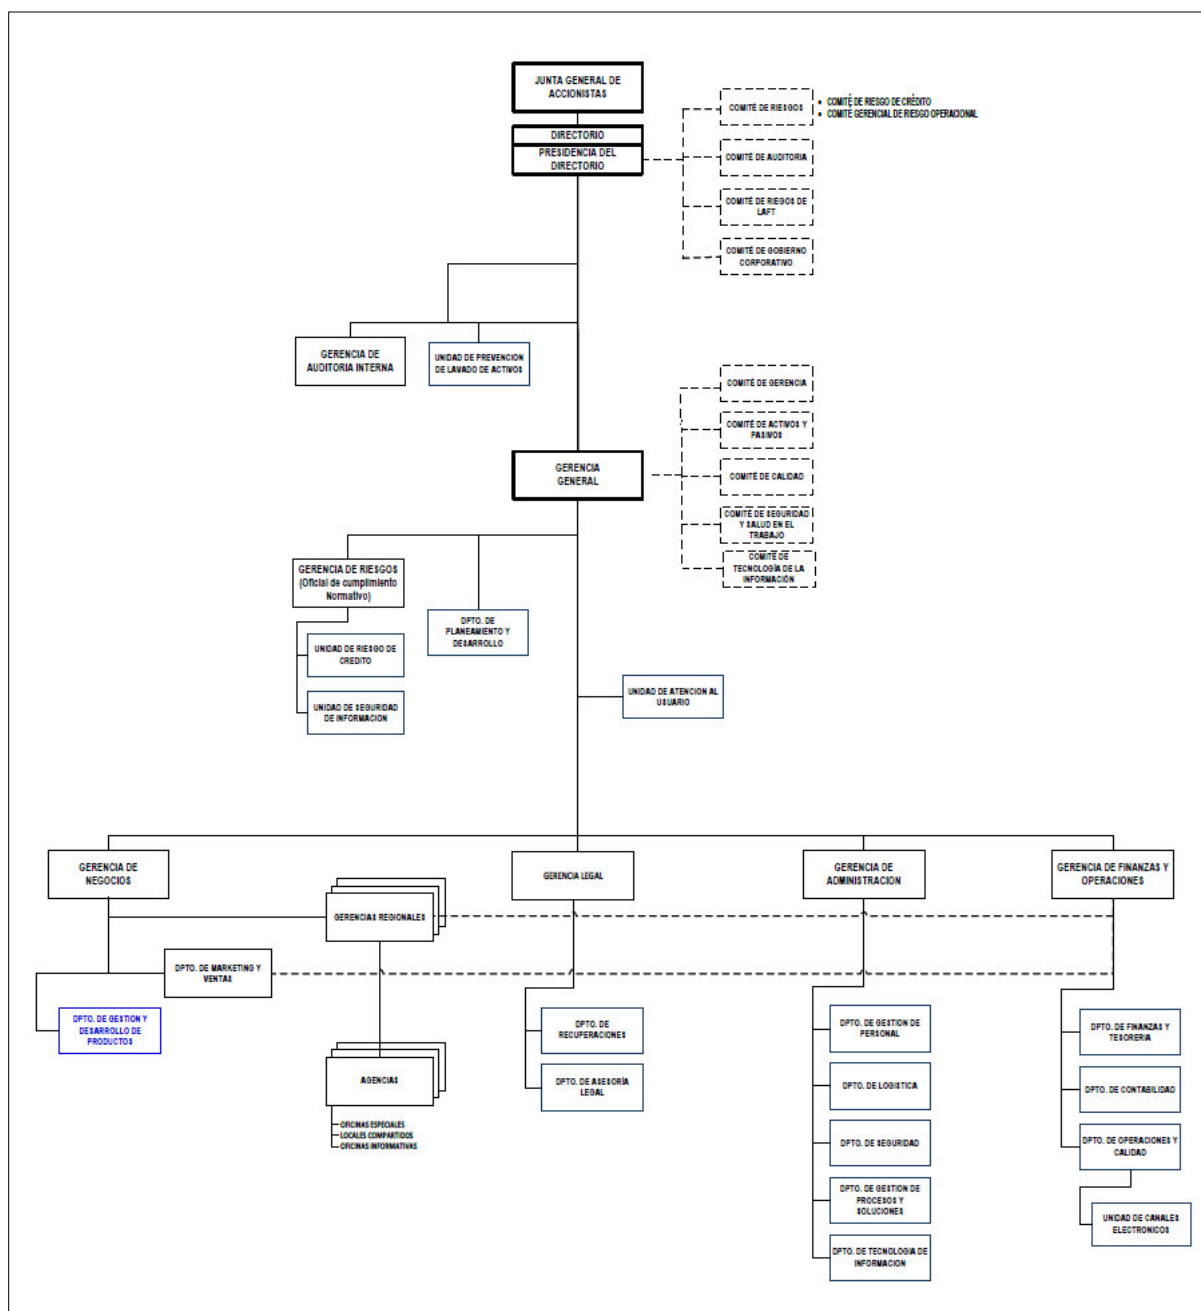 JUNTA GENERAL DE
ACCIONISTAS
DIRECTORIO
PRESIDENCIA DEL
DIRECTORIO
COMITÉ DE RIESGOS
• COMITÉ DE RIESGO DE CRÉDITO
• COMITE GERENCIAL DE RIESGO OPERACIONAL
COMITÉ DE AUDITORIA
COMITÉ DE RIEGOS DE
LAFT
COMITÉ DE GOBIERNO
CORPORATIVO
GERENCIA DE
AUDITORIA INTERNA
UNIDAD DE PREVENCION
DE LAVADO DE ACTIVOS
COMITÉ DE GERENCIA
COMITÉ DE ACTIVOS Y
PASIVOS
GERENCIA
GENERAL
COMITÉ DE CALIDAD
COMITÉ DE SEGURIDAD
Y SALUD EN EL
TRABAJO
COMITÉ DE
TECNOLOGÍA DE LA
INFORMACIÓN
GERENCIA DE RIESGOS
(Oficial de cumplimiento
Normativo)
DPTO. DE
PLANEAMIENTO Y
DESARROLLO
UNIDAD DE RIESGO DE
CREDITO
UNIDAD DE SEGURIDAD
DE INFORMACION
UNIDAD DE ATENCION AL
USUARIO
GERENCIA DE
NEGOCIOS
GERENCIA LEGAL
GERENCIA DE
ADMINISTRACION
GERENCIA DE FINANZAS Y
OPERACIONES
GERENCIAS REGIONALES
DPTO. DE MARKETING Y
VENTAS
DPTO. DE GESTION Y
DESARROLLO DE
PRODUCTOS
AGENCIAS
OFICINAS ESPECIALES
LOCALES COMPARTIDOS
OFICINAS INFORMATIVAS
DPTO. DE
RECUPERACIONES
DPTO. DE ASESORÍA
LEGAL
DPTO. DE GESTION DE
PERSONAL
DPTO. DE LOGISTICA
DPTO. DE SEGURIDAD
DPTO. DE GESTION DE
PROCESOS Y
SOLUCIONES
DPTO. DE TECNOLOGIA DE
INFORMACION
DPTO. DE FINANZAS Y
TESORERIA
DPTO. DE CONTABILIDAD
DPTO. DE OPERACIONES Y
CALIDAD
UNIDAD DE CANALES
ELECTRONICOS